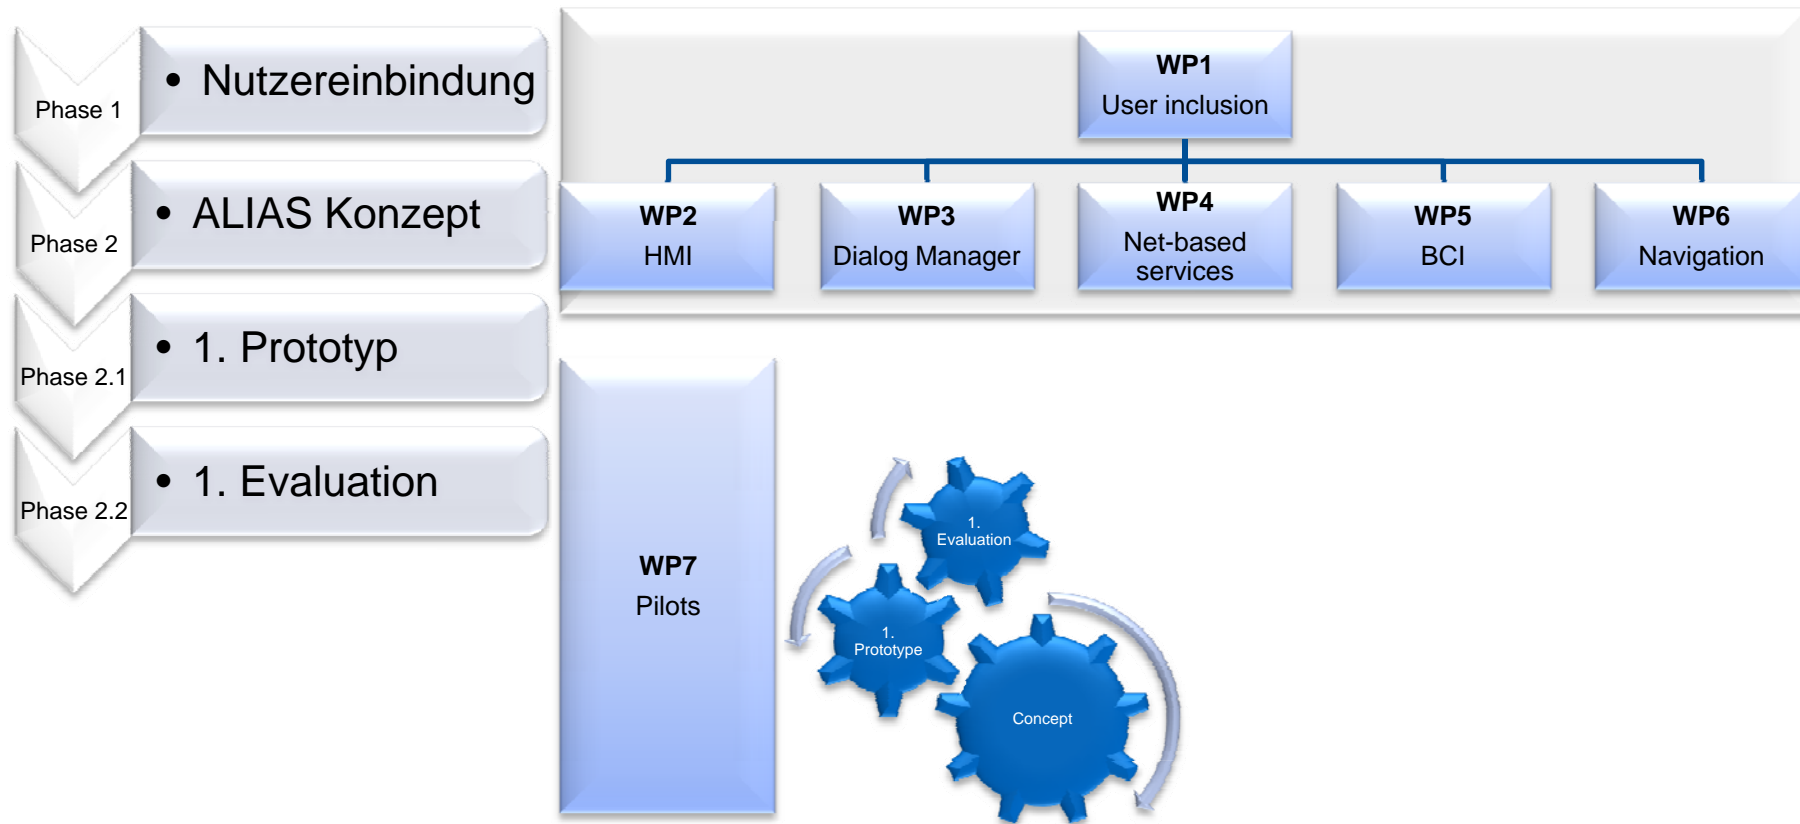 Phase 1
• Nutzereinbindung
Phase 2
• ALIAS Konzept
Phase 2.1
• 1. Prototyp
Phase 2.2
• 1. Evaluation
WP1
User inclusion
WP2
HMI
WP3
Dialog Manager
WP4
Net-based
services
WP5
BCI
WP6
Navigation
WP7
Pilots
1.
Evaluation
1.
Prototype
Concept